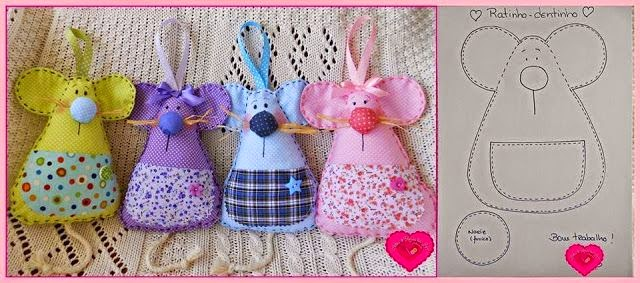 ♡ Ratinho-dentinho ♡
Nariz
(fuxico)
Bom trabalho!